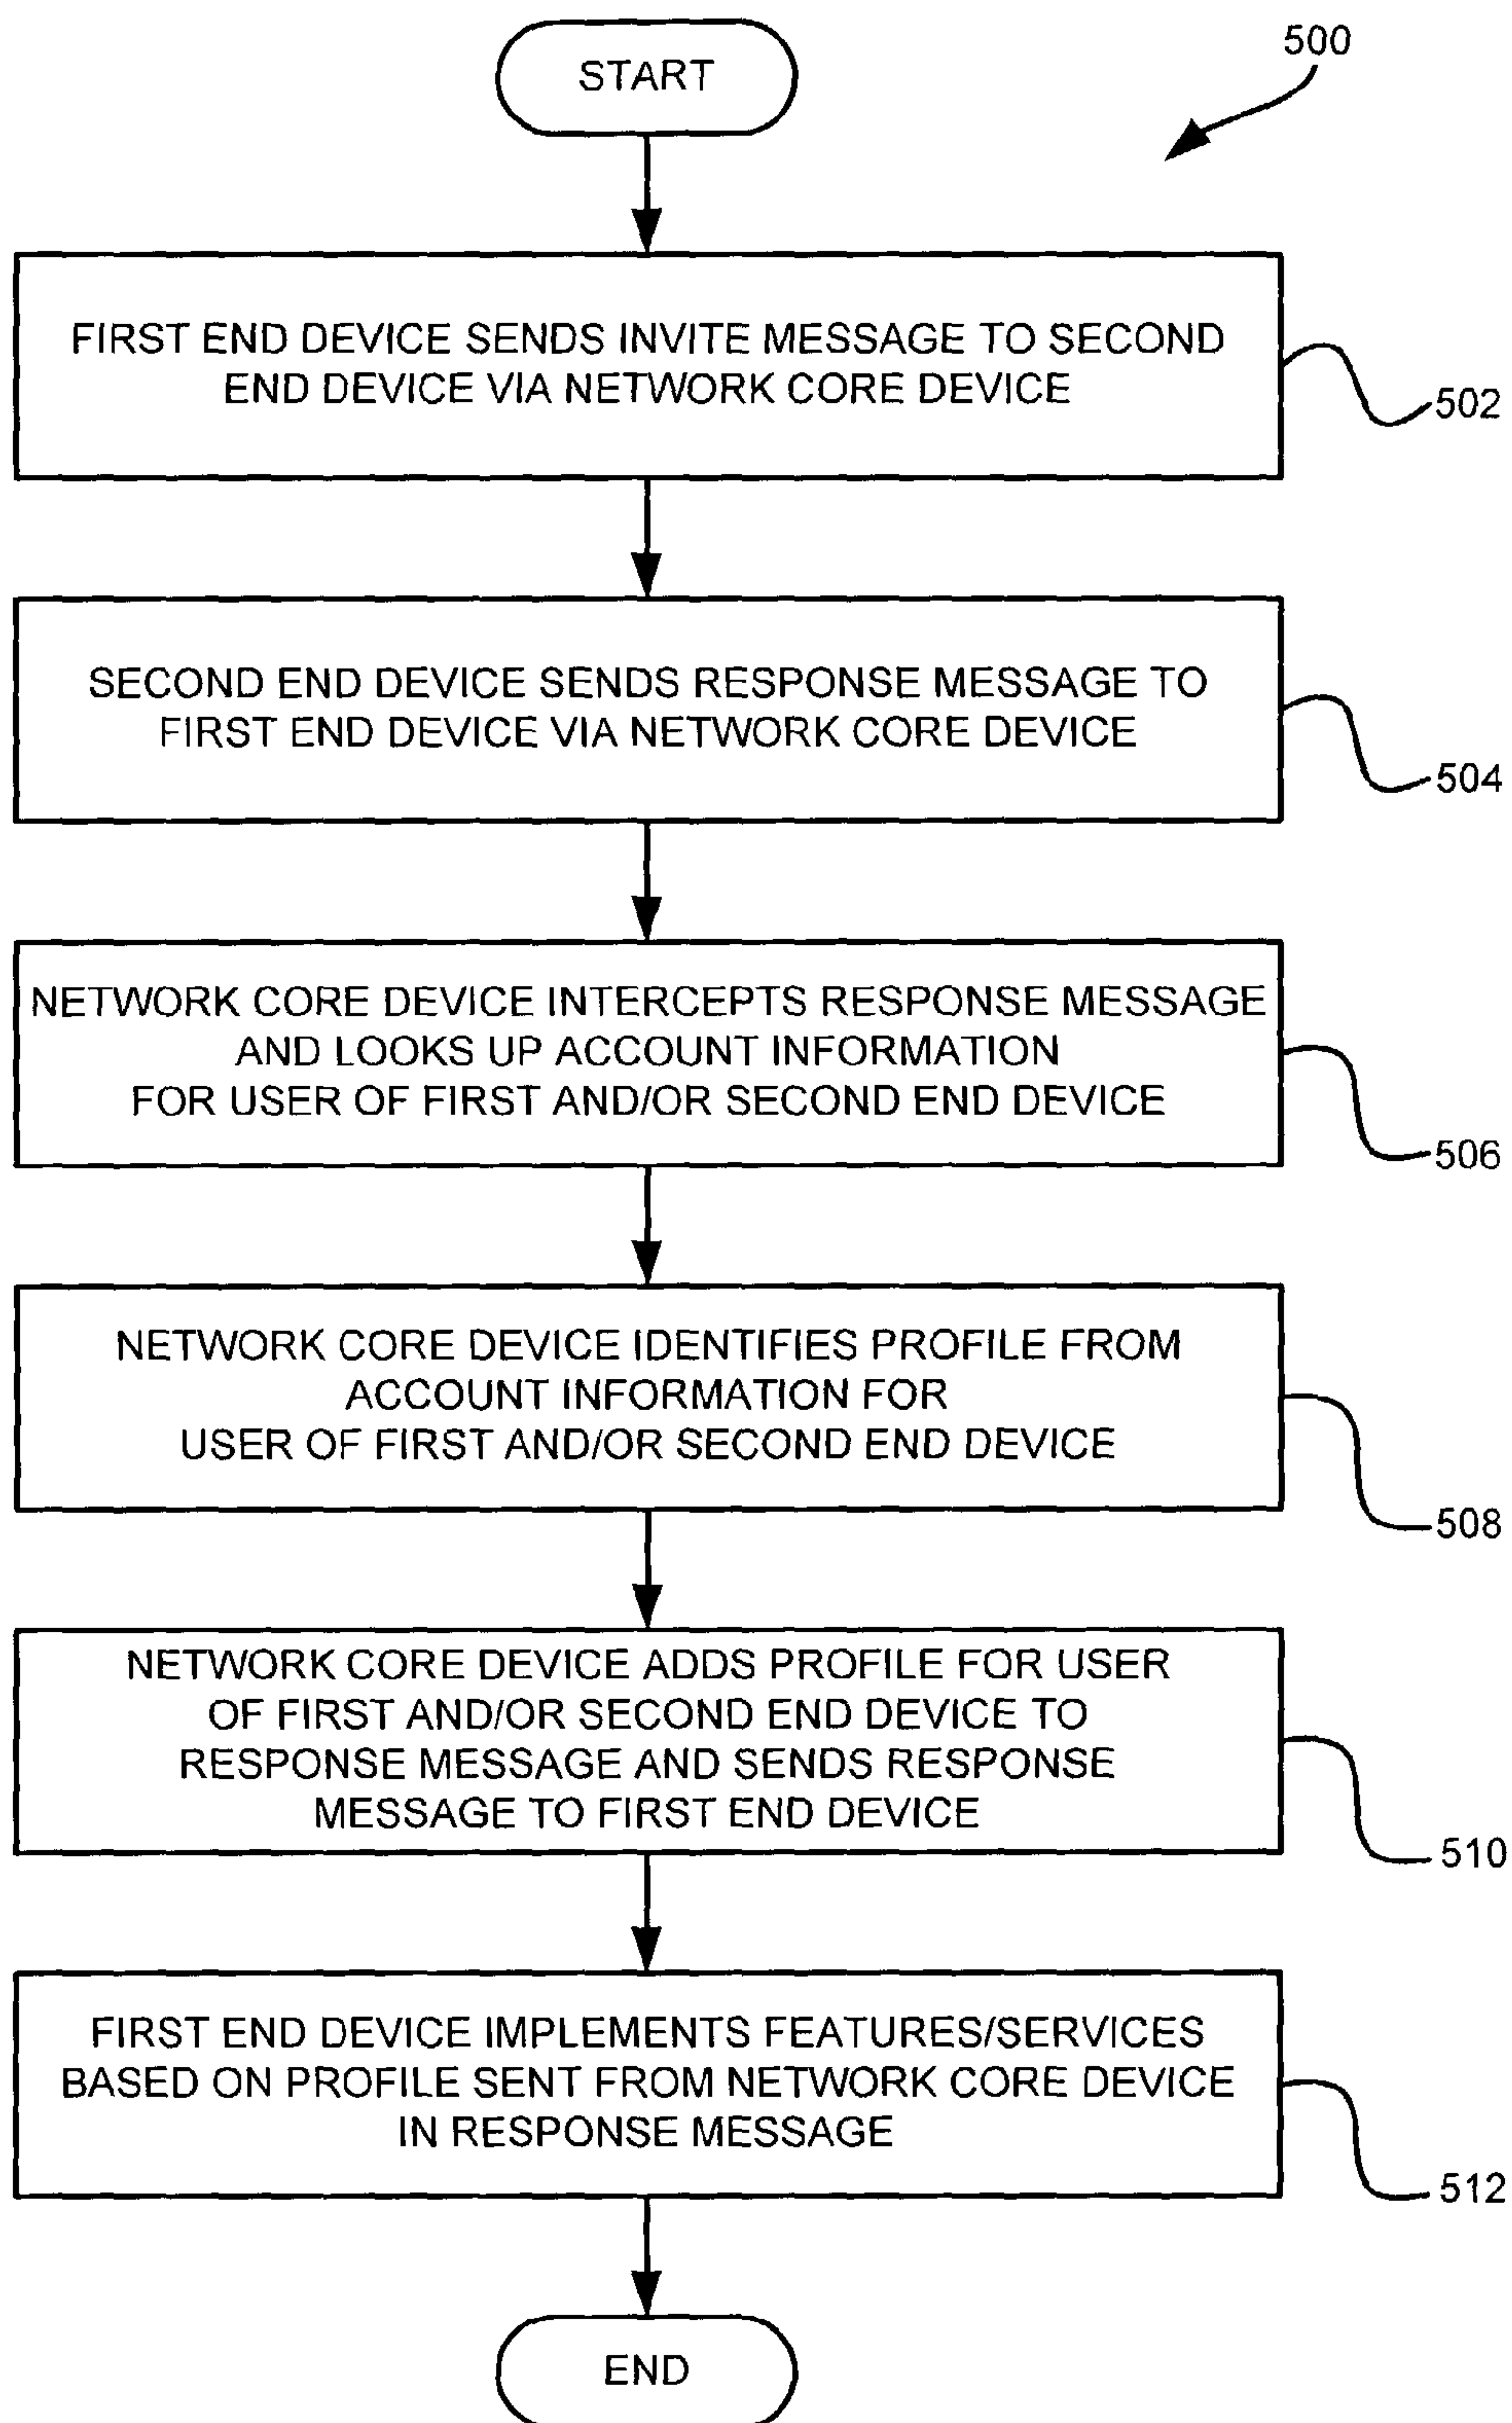 START
500
FIRST END DEVICE SENDS INVITE MESSAGE TO SECOND
END DEVICE VIA NETWORK CORE DEVICE
502
SECOND END DEVICE SENDS RESPONSE MESSAGE TO
FIRST END DEVICE VIA NETWORK CORE DEVICE
504
NETWORK CORE DEVICE INTERCEPTS RESPONSE MESSAGE
AND LOOKS UP ACCOUNT INFORMATION
FOR USER OF FIRST AND/OR SECOND END DEVICE
506
NETWORK CORE DEVICE IDENTIFIES PROFILE FROM
ACCOUNT INFORMATION FOR
USER OF FIRST AND/OR SECOND END DEVICE
508
NETWORK CORE DEVICE ADDS PROFILE FOR USER
OF FIRST AND/OR SECOND END DEVICE TO
RESPONSE MESSAGE AND SENDS RESPONSE
MESSAGE TO FIRST END DEVICE
510
FIRST END DEVICE IMPLEMENTS FEATURES/SERVICES
BASED ON PROFILE SENT FROM NETWORK CORE DEVICE
IN RESPONSE MESSAGE
512
END